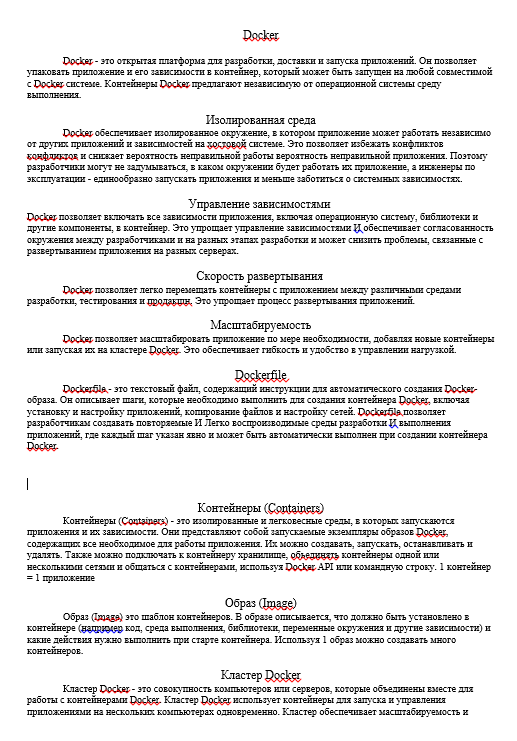 Docker
Docker - это открытая платформа для разработки, доставки и запуска приложений. Он позволяет
упаковать приложение и его зависимости в контейнер, который может быть запущен на любой совместимой
с Docker системе. Контейнеры Docker предлагают независимую от операционной системы среду
выполнения.
Изолированная среда
Docker обеспечивает изолированное окружение, в котором приложение может работать независимо
от других приложений и зависимостей на хостовой системе. Это позволяет избежать конфликтов
конфликтов и снижает вероятность неправильной работы вероятность неправильной приложения. Поэтому
разработчики могут не задумываться, в каком окружении будет работать их приложение, а инженеры по
эксплуатации - единообразно запускать приложения и меньше заботиться о системных зависимостях.
Управление зависимостями
Docker позволяет включать все зависимости приложения, включая операционную систему, библиотеки и
другие компоненты, в контейнер. Это упрощает управление зависимостями И обеспечивает согласованность
окружения между разработчиками и на разных этапах разработки и может снизить проблемы, связанные с
развертыванием приложения на разных серверах.
Скорость развертывания
Docker позволяет легко перемещать контейнеры с приложением между различными средами
разработки, тестирования и продакшн. Это упрощает процесс развертывания приложений.
Масштабируемость
Docker позволяет масштабировать приложение по мере необходимости, добавляя новые контейнеры
или запуская их на кластере Docker. Это обеспечивает гибкость и удобство в управлении нагрузкой.
Dockerfile
Dockerfile - это текстовый файл, содержащий инструкции для автоматического создания Docker-
образа. Он описывает шаги, которые необходимо выполнить для создания контейнера Docker, включая
установку и настройку приложений, копирование файлов и настройку сетей. Dockerfile позволяет
разработчикам создавать повторяемые И Легко воспроизводимые среды разработки И выполнения
приложений, где каждый шаг указан явно и может быть автоматически выполнен при создании контейнера
Docker.
Контейнеры (Containers)
Контейнеры (Containers) - это изолированные и легковесные среды, в которых запускаются
приложения и их зависимости. Они представляют собой запускаемые экземпляры образов Docker,
содержащих все необходимое для работы приложения. Их можно создавать, запускать, останавливать и
удалять. Также можно подключать к контейнеру хранилище, объединять контейнеры одной или
несколькими сетями и общаться с контейнерами, используя Docker API или командную строку. 1 контейнер
= 1 приложение
Образ (Image)
Образ (Image) это шаблон контейнеров. В образе описывается, что должно быть установлено в
контейнере (например код, среда выполнения, библиотеки, переменные окружения и другие зависимости) и
какие действия нужно выполнить при старте контейнера. Используя 1 образ можно создавать много
контейнеров.
Кластер Docker
Кластер Docker - это совокупность компьютеров или серверов, которые объединены вместе для
работы с контейнерами Docker. Кластер Docker использует контейнеры для запуска и управления
приложениями на нескольких компьютерах одновременно. Кластер обеспечивает масштабируемость и